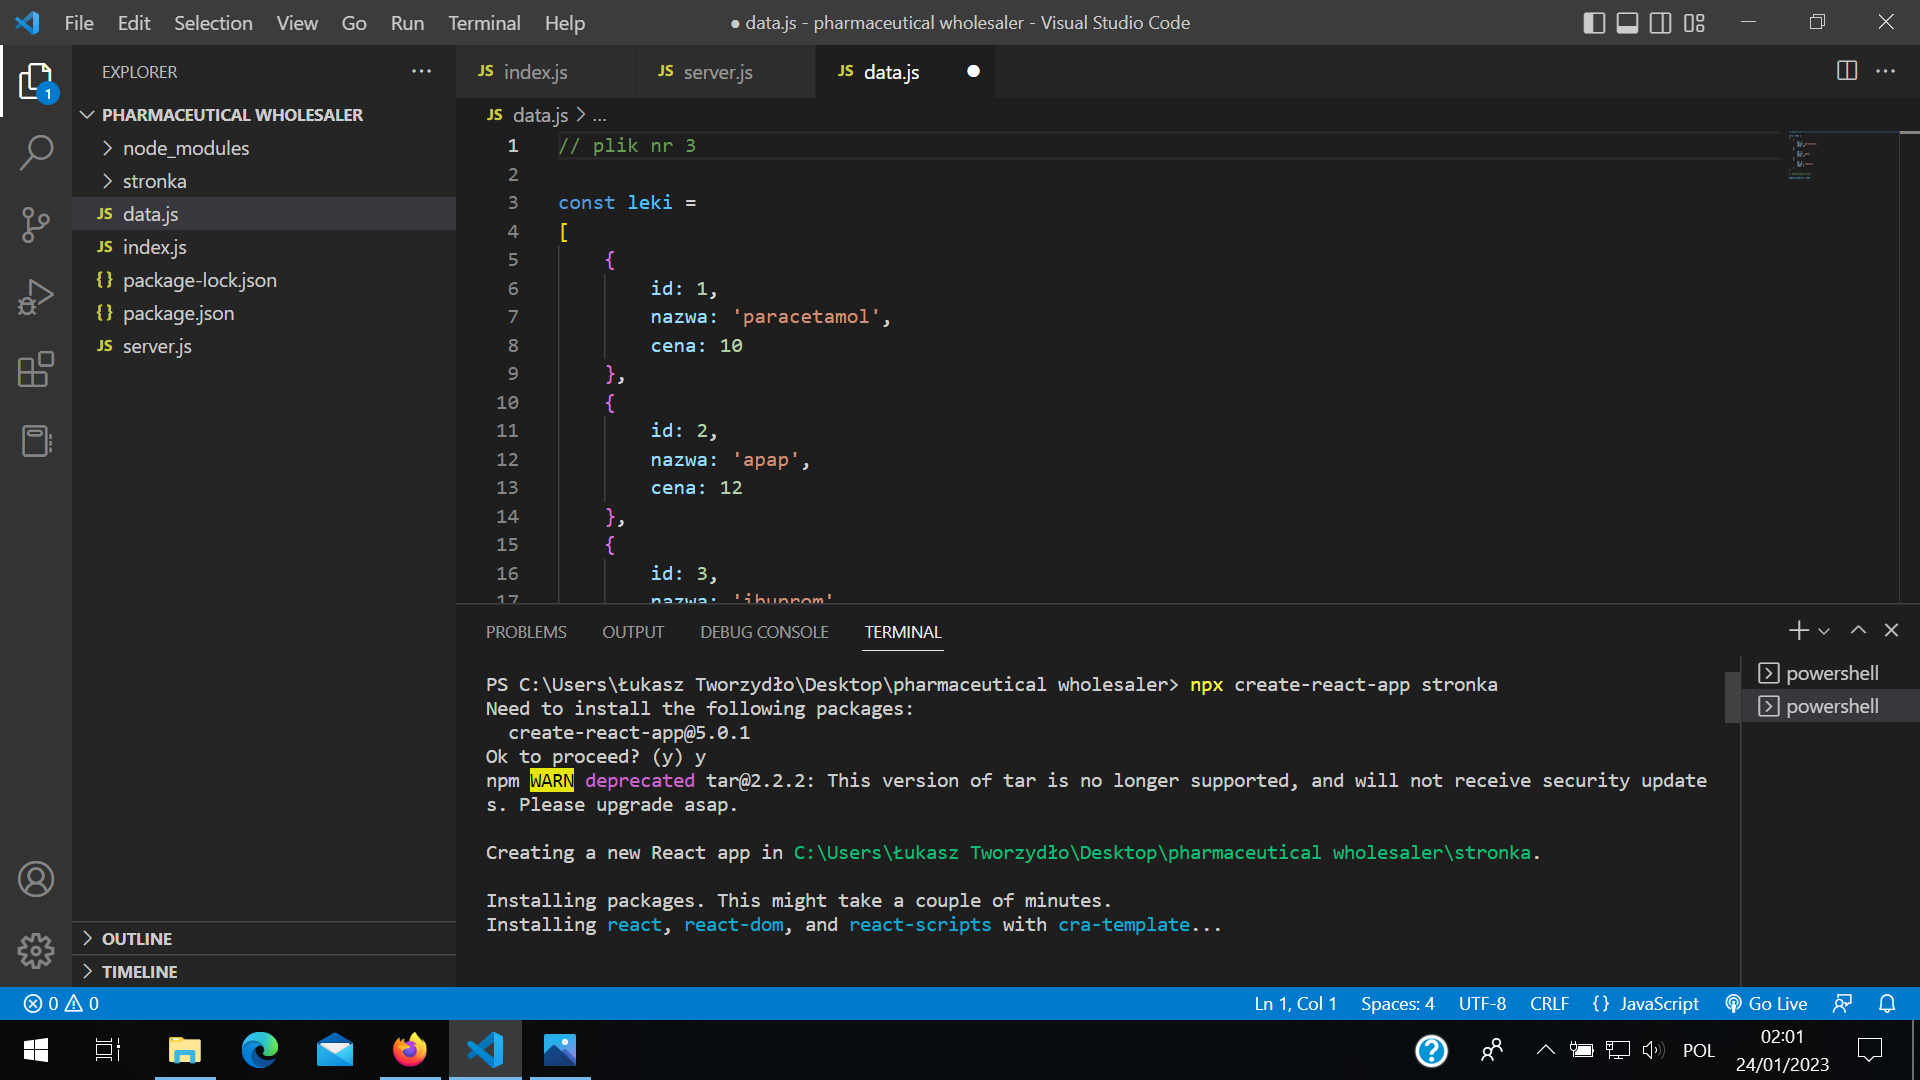 File Edit Selection View Go Run Terminal Help
● data.js - pharmaceutical wholesaler - Visual Studio Code
EXPLORER
1
PHARMACEUTICAL WHOLESALER
node_modules
stronka
JS data.js
JS index.js
{} package-lock.json
{} package.json
JS server.js
OUTLINE
TIMELINE
JS index.js JS server.js JS data.js
JS data.js > ...
1 // plik nr 3
2
3 const leki =
4 [
5 {
6 id: 1,
7 nazwa: 'paracetamol',
8 cena: 10
9 },
10 {
11 id: 2,
12 nazwa: 'apap',
13 cena: 12
14 },
15 {
16 id: 3,
17 nazwa: 'ibuprom'
PROBLEMS OUTPUT DEBUG CONSOLE TERMINAL
PS C:\Users\Łukasz Tworzydło\Desktop\pharmaceutical wholesaler> npx create-react-app stronka
Need to install the following packages:
create-react-app@5.0.1
Ok to proceed? (y) y
npm WARN deprecated tar@2.2.2: This version of tar is no longer supported, and will not receive security update
s. Please upgrade asap.
Creating a new React app in C:\Users\Łukasz Tworzydło\Desktop\pharmaceutical wholesaler\stronka.
Installing packages. This might take a couple of minutes.
Installing react, react-dom, and react-scripts with cra-template...
powershell
powershell
0 0
Ln 1, Col 1 Spaces: 4 UTF-8 CRLF {} JavaScript Go Live
POL
02:01
24/01/2023